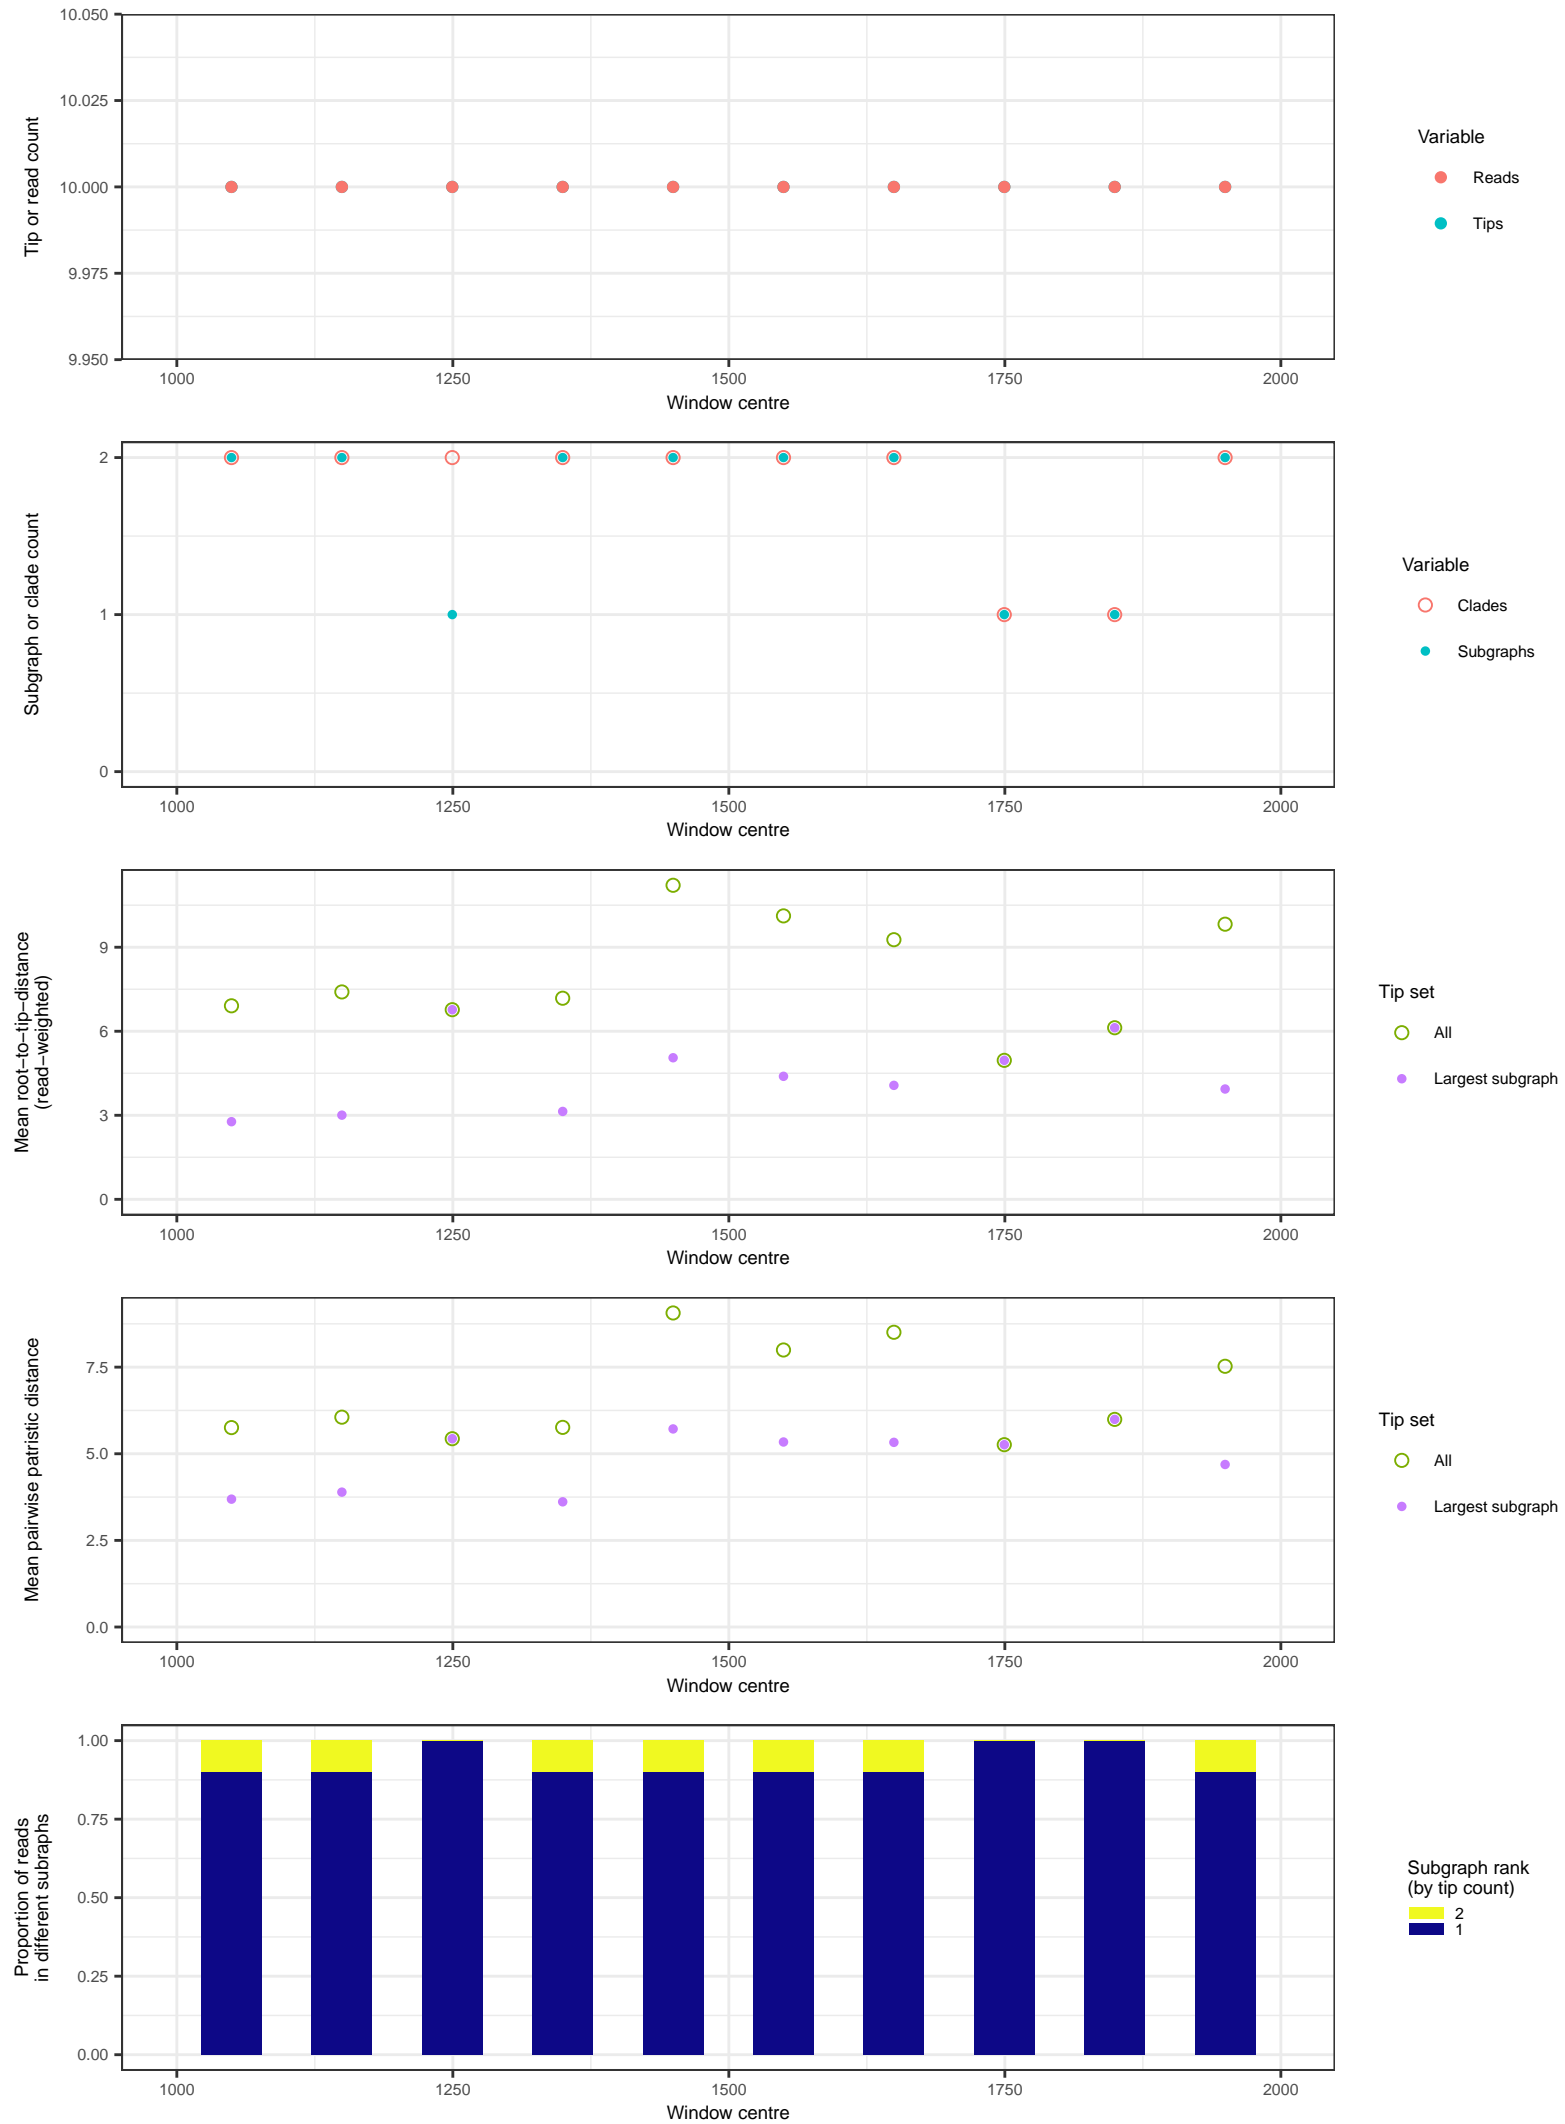 10.050
10.025
10.000
9.975
9.950
Tip or read count
1000 1250 1500 1750 2000
Window centre
Variable
Reads
Tips
2
1
0
Subgraph or clade count
1000 1250 1500 1750 2000
Window centre
Variable
Clades
Subgraphs
9
6
3
0
Mean root−to−tip−distance
(read−weighted)
1000 1250 1500 1750 2000
Window centre
Tip set
All
Largest subgraph
7.5
5.0
2.5
0.0
Mean pairwise patristic distance
1000 1250 1500 1750 2000
Window centre
Tip set
All
Largest subgraph
1.00
0.75
0.50
0.25
0.00
Proportion of reads
in different subraphs
1000 1250 1500 1750 2000
Window centre
Subgraph rank
(by tip count)
2
1